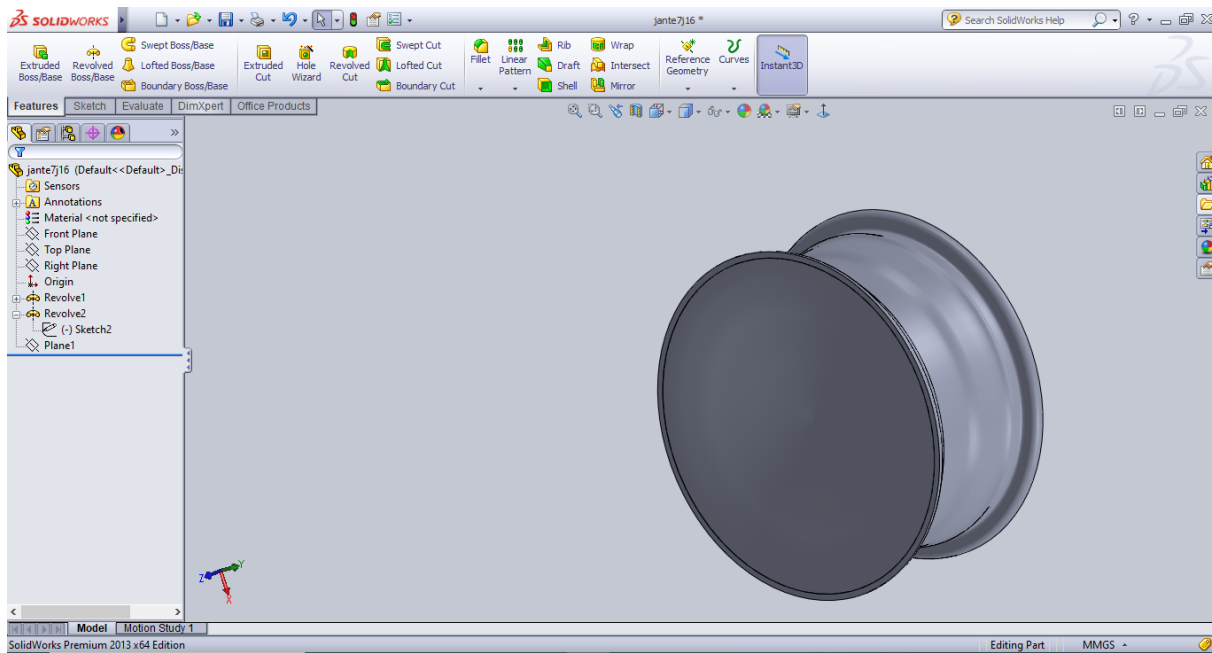 SOLIDWORKS
jante7j16 *
Search SolidWorks Help
Extruded Boss/Base
Revolved Boss/Base
Swept Boss/Base
Lofted Boss/Base
Boundary Boss/Base
Extruded Cut
Hole Wizard
Revolved Cut
Swept Cut
Lofted Cut
Boundary Cut
Fillet
Linear Pattern
Rib
Draft
Shell
Wrap
Intersect
Mirror
Reference Geometry
Curves
Instant3D
Features Sketch Evaluate DimXpert Office Products
jante7j16 (Default<<Default>_Dis
Sensors
A Annotations
Material <not specified>
Front Plane
Top Plane
Right Plane
Origin
Revolve1
Revolve2
(-) Sketch2
Plane1
Z Y
X
Model Motion Study 1
SolidWorks Premium 2013 x64 Edition Editing Part MMGS